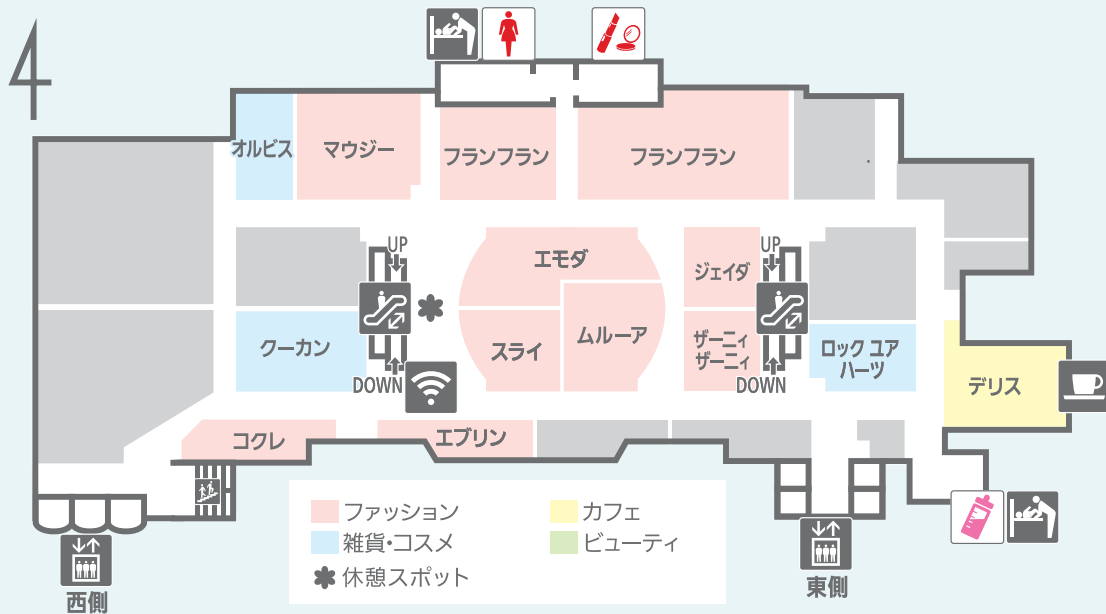 4
オルビス
マウジー
フランフラン
フランフラン
UP
UP
エモダ
ジェイダ
クーカン
スライ
ムルーア
ザーニィ
ザーニィ
ロック ユア
ハーツ
DOWN
DOWN
デリス
コクレ
エブリン
ファッション
カフェ
雑貨・コスメ
ビューティ
休憩スポット
西側
東側